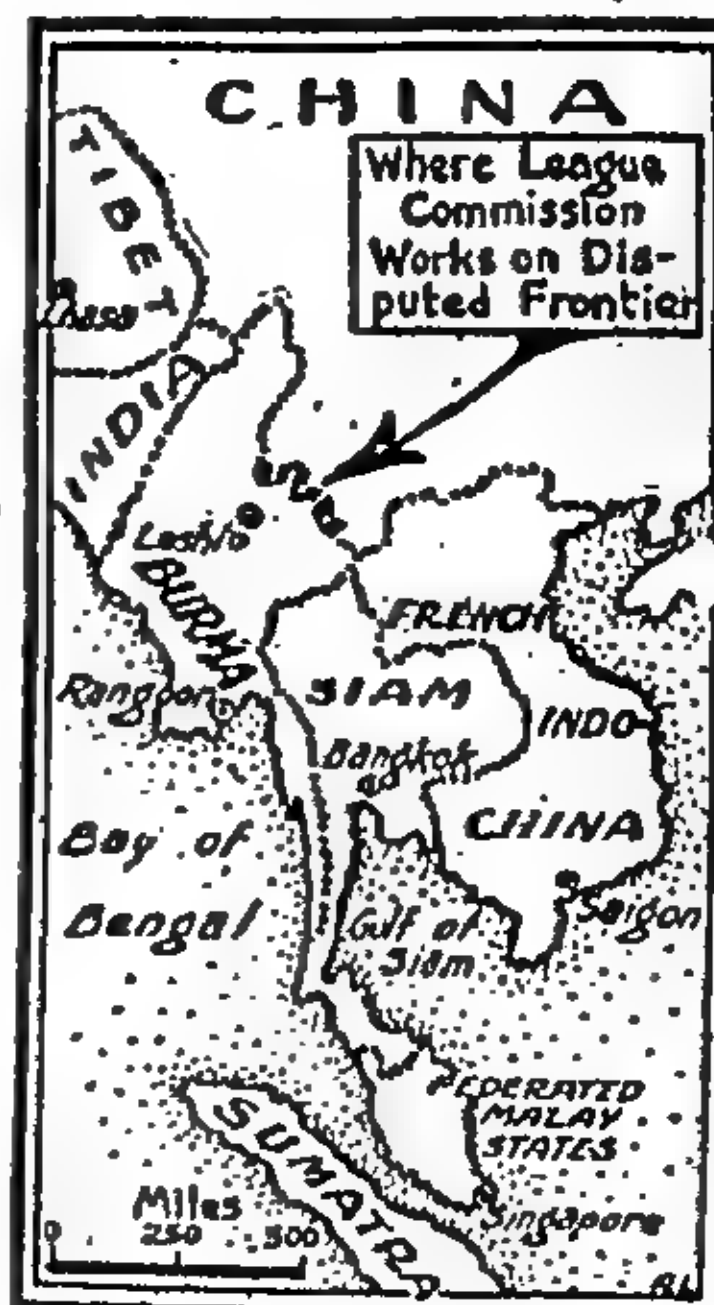 CHINA
Where League
Commission
Works on Dis-
puted Frontier
TIBET
Lhasa
INDIA
Lashio
BURMA
FRENCH
SIAM
Rangoon
INDO-
Bangkok
CHINA
Bay of
Bengal
Saigon
Gulf of
Siam
FEDERATED
MALAY
STATES
SUMATRA
Singapore
Miles
0 250 500